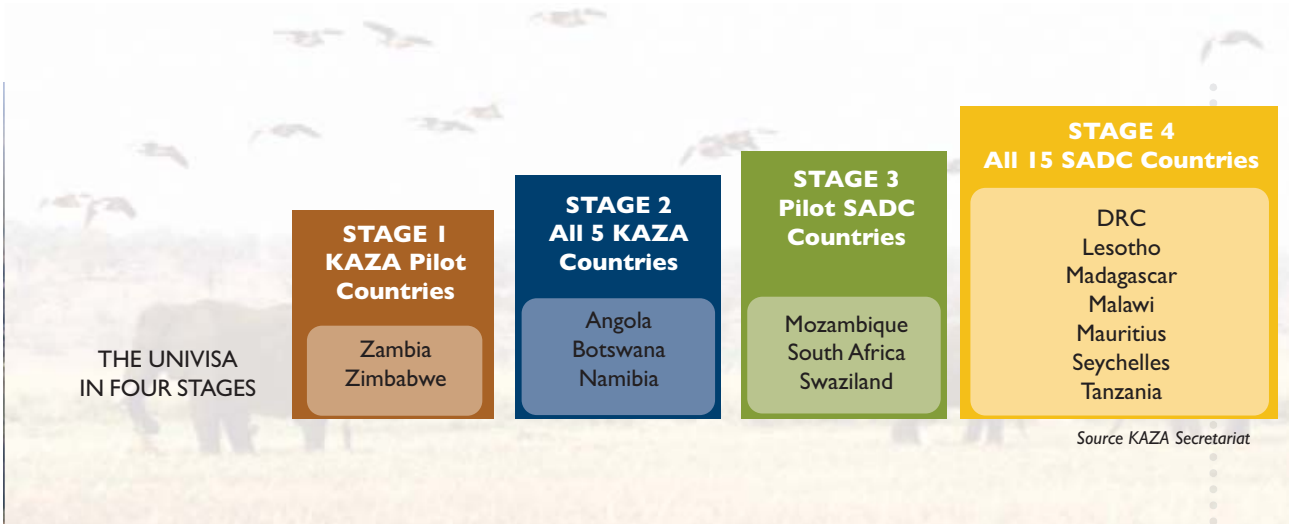 THE UNIVISA
IN FOUR STAGES
STAGE 1
KAZA Pilot
Countries
Zambia
Zimbabwe
STAGE 2
All 5 KAZA
Countries
Angola
Botswana
Namibia
STAGE 3
Pilot SADC
Countries
Mozambique
South Africa
Swaziland
STAGE 4
All 15 SADC Countries
DRC
Lesotho
Madagascar
Malawi
Mauritius
Seychelles
Tanzania
Source KAZA Secretariat